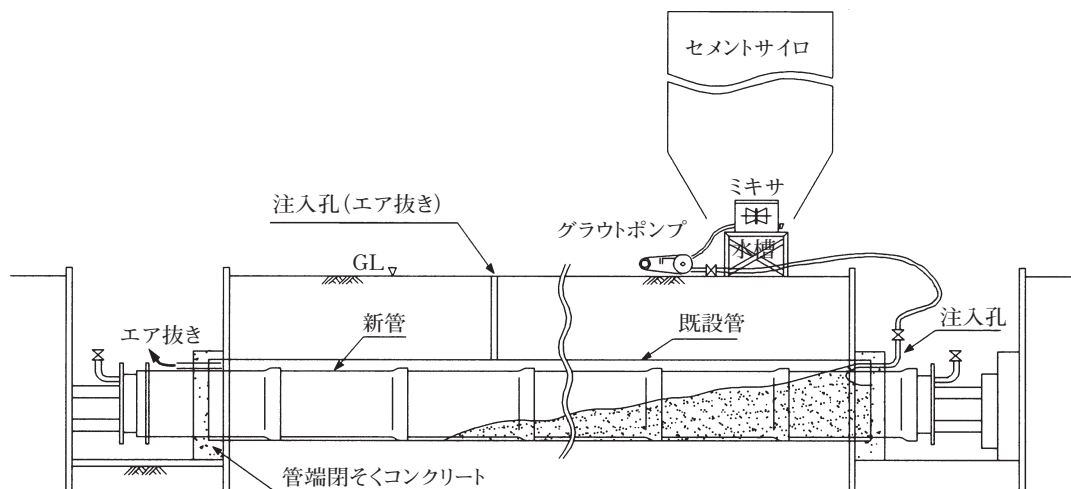 セメントサイロ
ミキサ
注入孔(エア抜き)
グラウトポンプ
水槽
GL
注入孔
エア抜き
新管
既設管
管端閉そくコンクリート